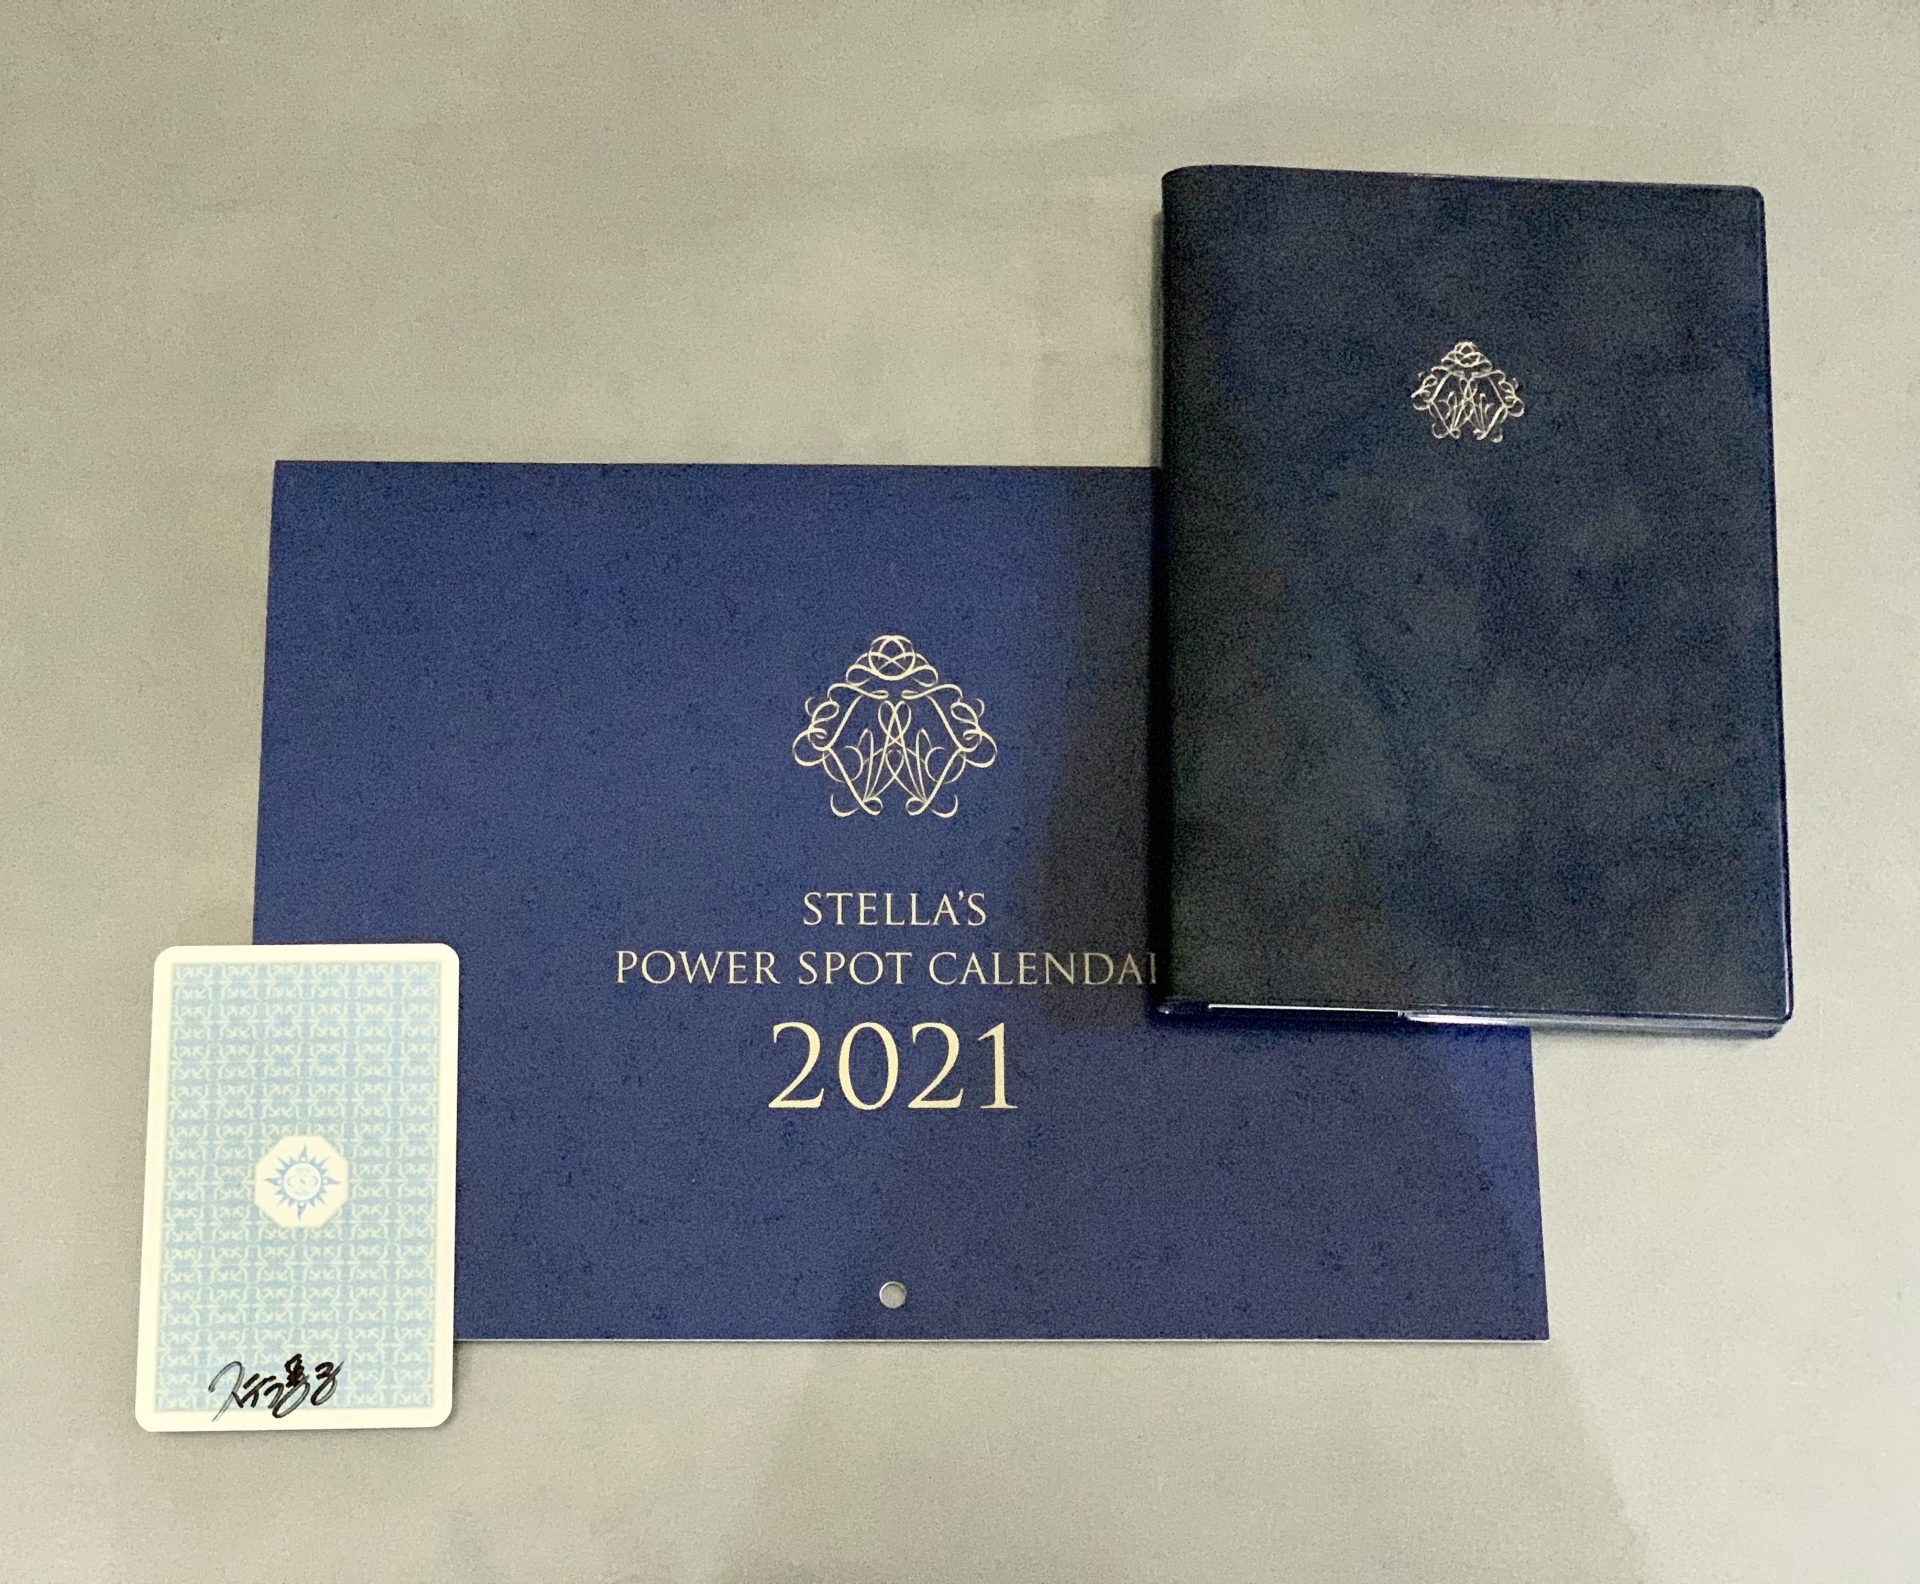 STELLA'S
POWER SPOT CALENDAR
2021